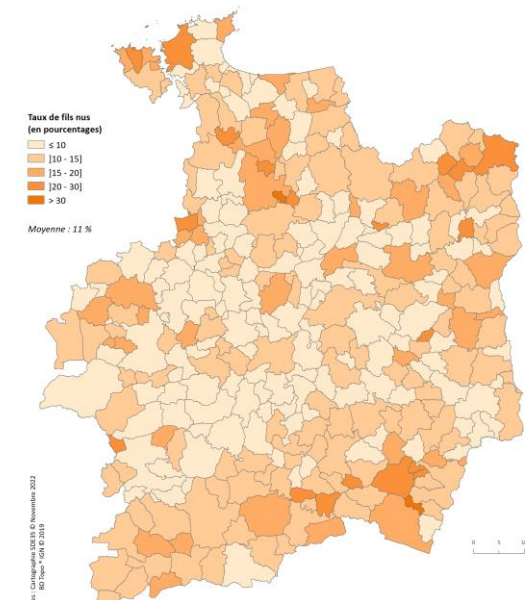 Taux de fils nus
(en pourcentages)
≤ 10
]10 - 15]
]15 - 20]
]20 - 30]
> 30
Moyenne : 11 %
: Cartographie SDE35 © Novembre 2022
BD Topo ® IGN © 2019
0 5